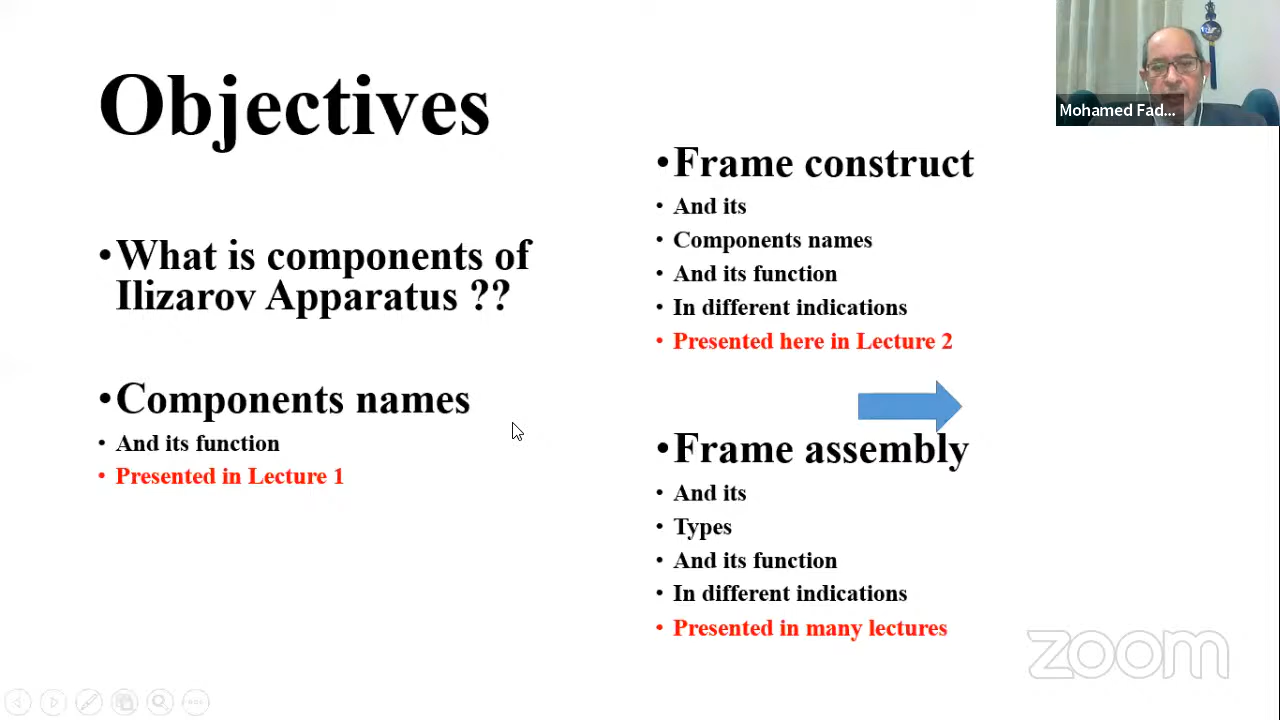 Objectives
•What is components of
Ilizarov Apparatus ??
•Components names
• And its function
• Presented in Lecture 1
•Frame construct
• And its
• Components names
• And its function
• In different indications
• Presented here in Lecture 2
•Frame assembly
• And its
• Types
• And its function
• In different indications
• Presented in many lectures
Mohamed Fad...
zoom